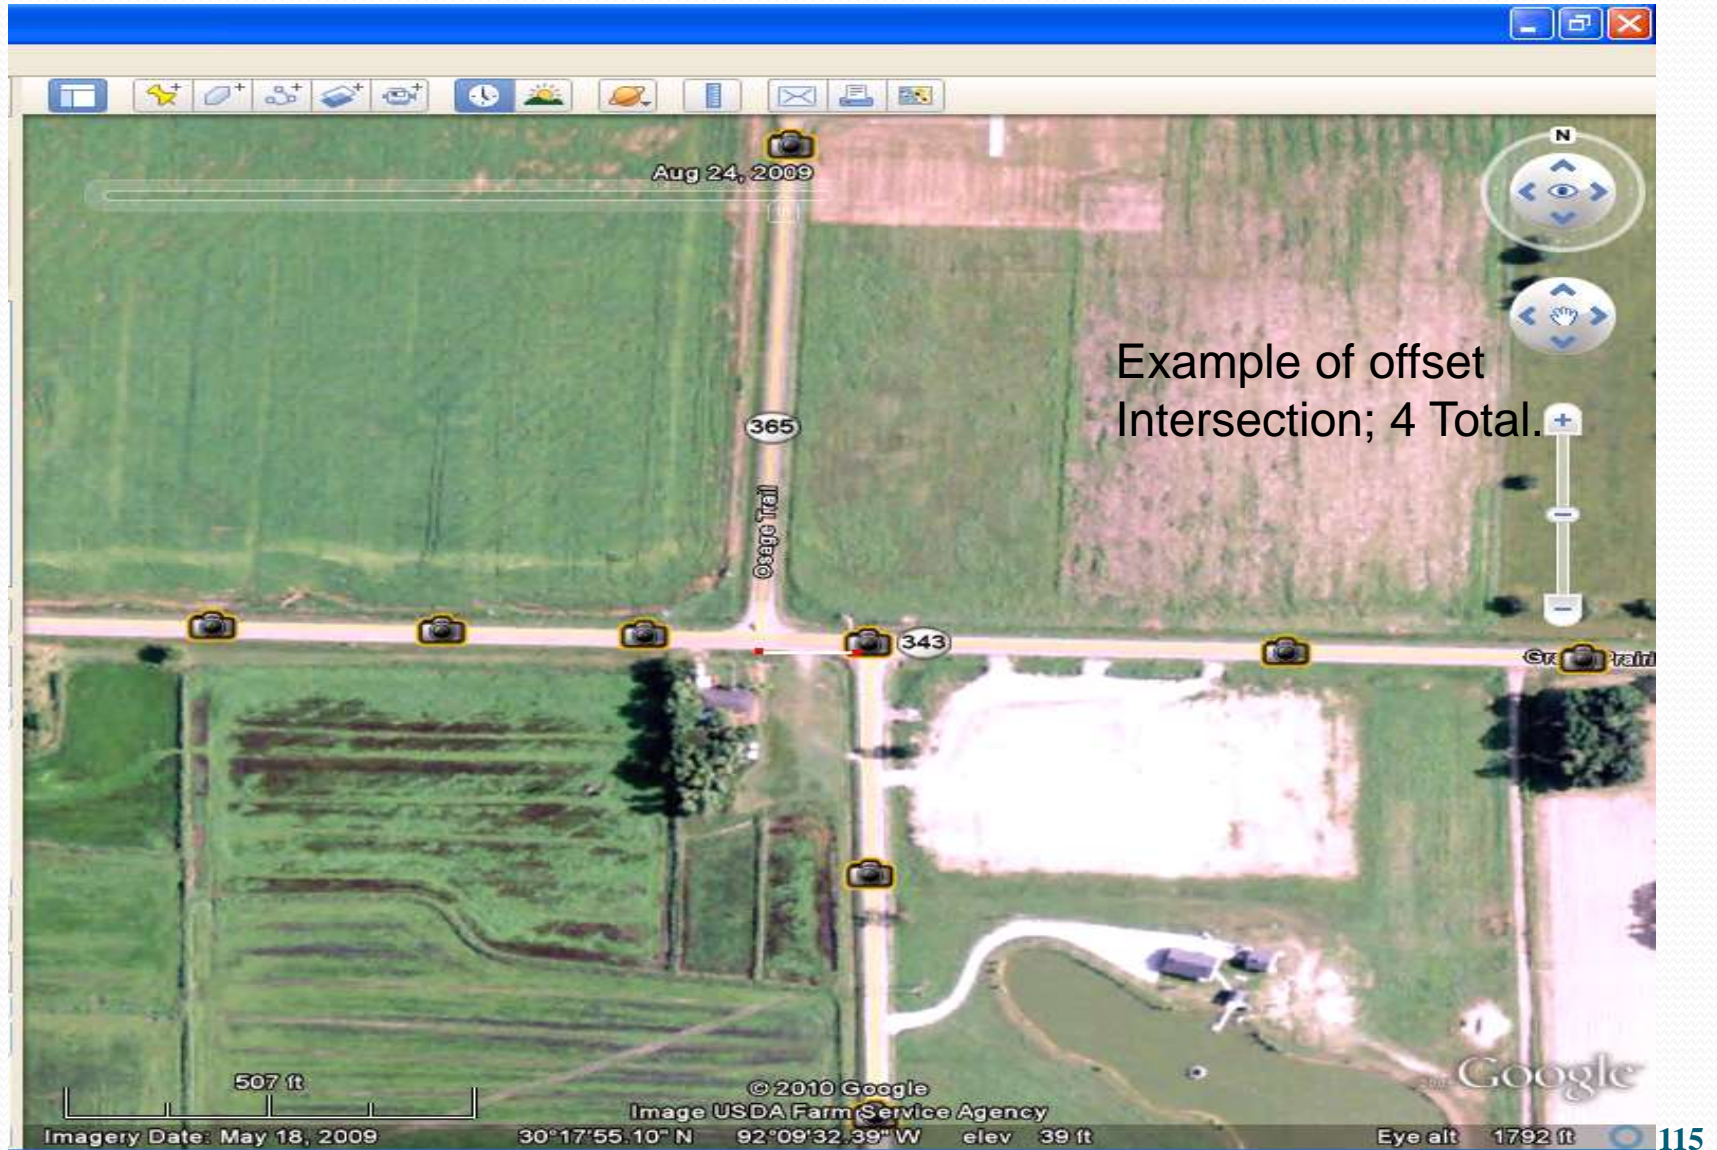 N
Aug 24, 2009
Example of offset
Intersection; 4 Total.
365
Osage Trail
343
507 ft
© 2010 Google
Image USDA Farm Service Agency
Google
Imagery Date: May 18, 2009 30°17'55.10" N 92°09'32.39" W elev 39 ft Eye alt 1792 ft
115